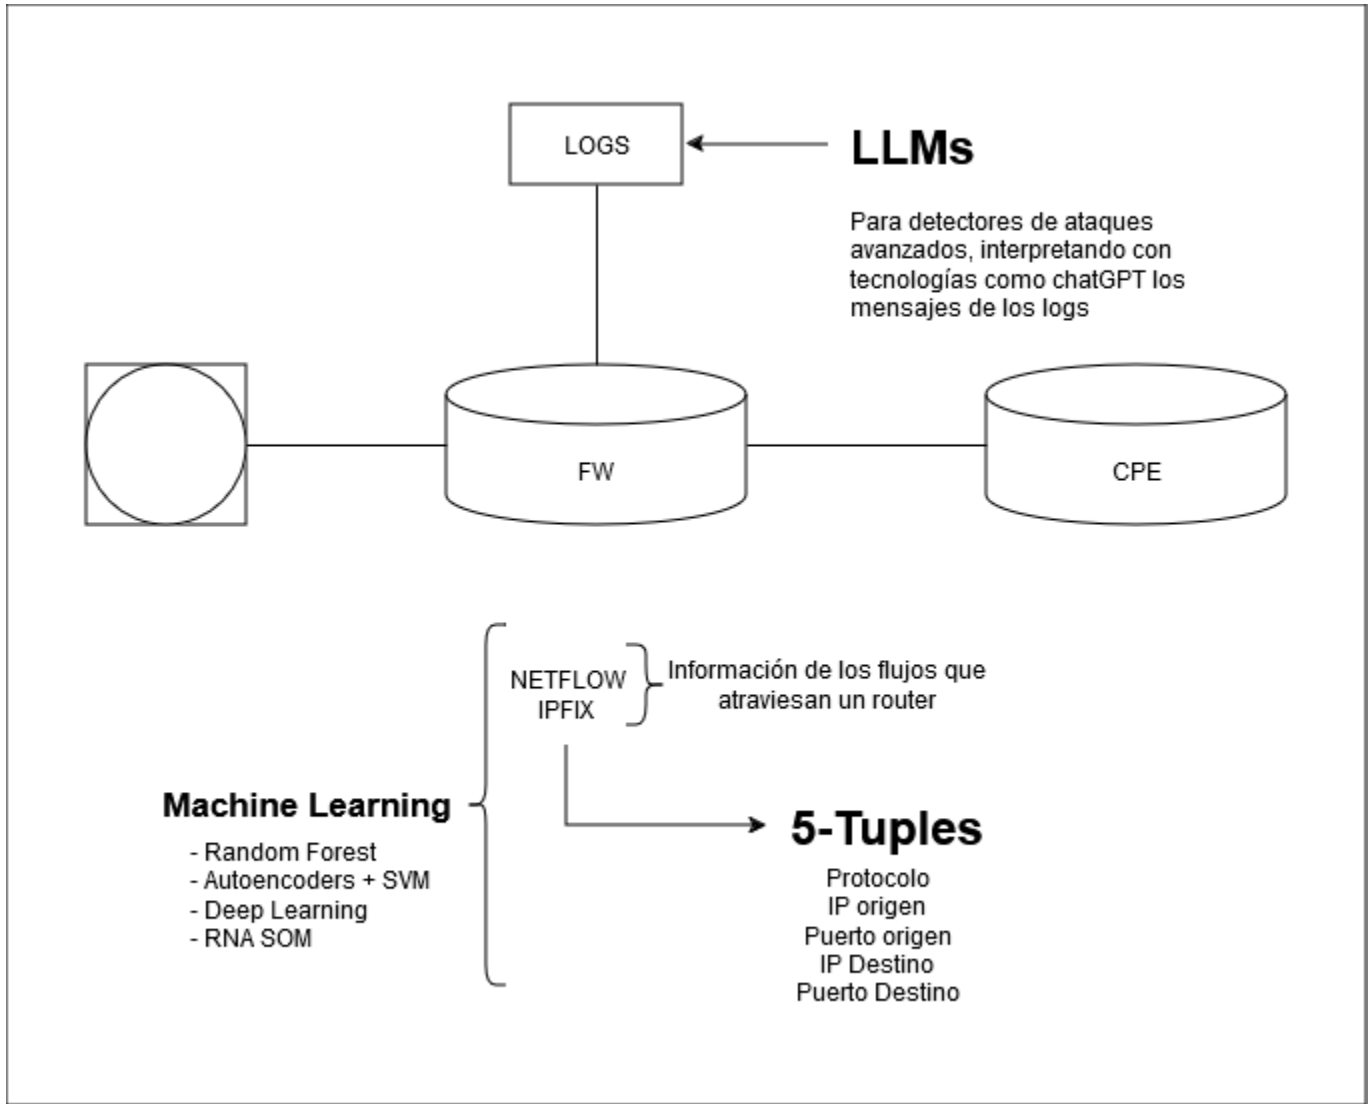 LOGS
LLMs
Para detectores de ataques
avanzados, interpretando con
tecnologías como chatGPT los
mensajes de los logs
FW
CPE
NETFLOW
IPFIX
Información de los flujos que
atraviesan un router
Machine Learning
- Random Forest
- Autoencoders + SVM
- Deep Learning
- RNA SOM
5-Tuples
Protocolo
IP origen
Puerto origen
IP Destino
Puerto Destino